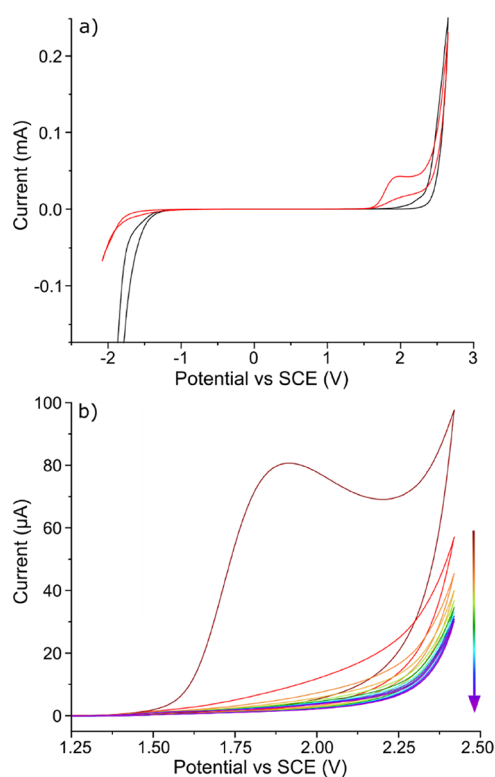 a)
Current (mA)
0.2
0.1
0.0
-0.1
-2 -1 0 1 2 3
Potential vs SCE (V)
b)
Current (µA)
100
80
60
40
20
0
1.25 1.50 1.75 2.00 2.25 2.50
Potential vs SCE (V)